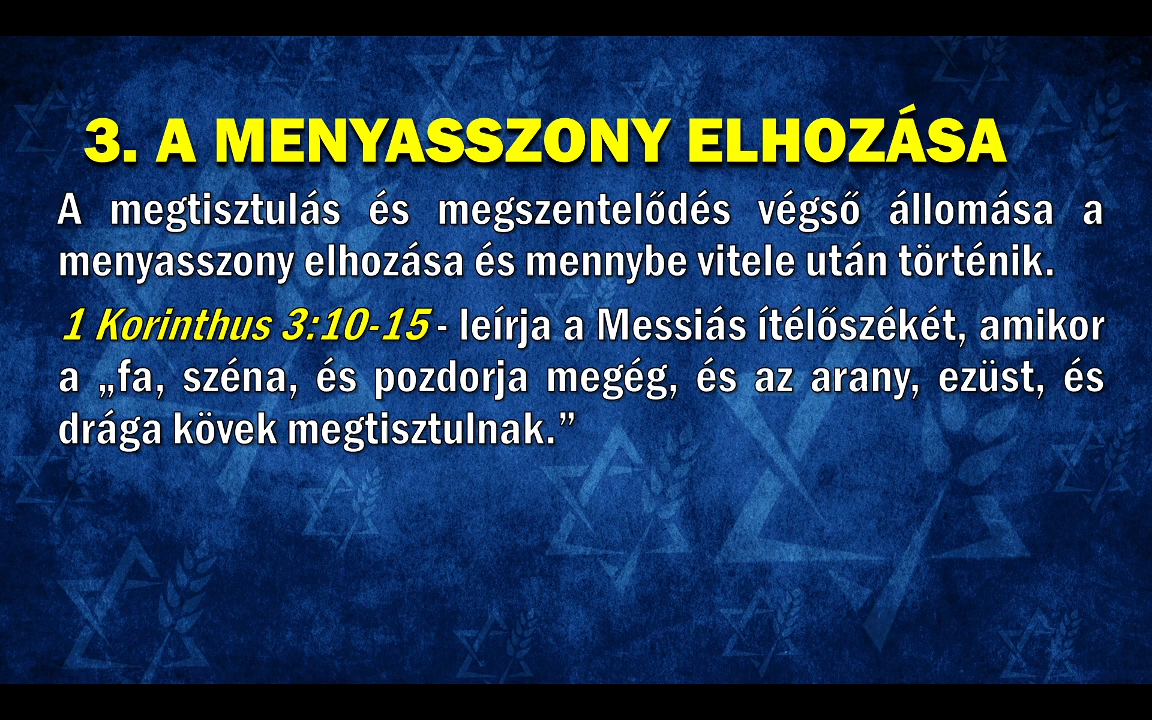 3. A MENYASSZONY ELHOZÁSA
A megtisztulás és megszentelődés végső állomása a
menyasszony elhozása és mennybe vitele után történik.
1 Korinthus 3:10-15 - leírja a Messiás ítélőszékét, amikor
a „fa, széna, és pozdorja megég, és az arany, ezüst, és
drága kövek megtisztulnak.”